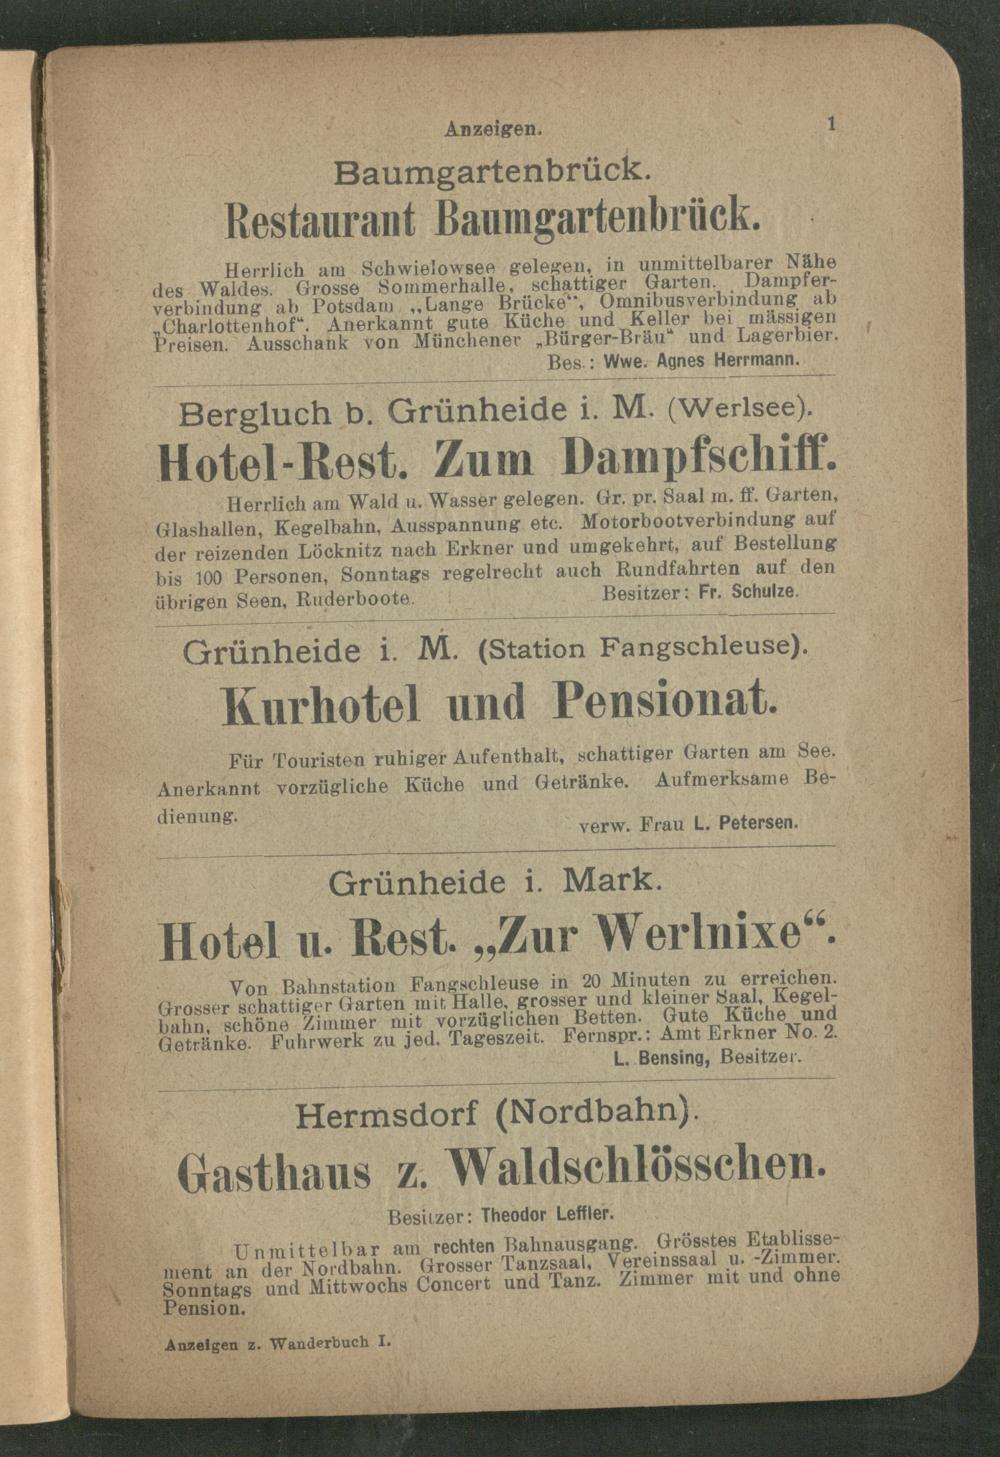 Anzeigen. 1
Baumgartenbrück.
Restaurant Baumgartenbrück.
Herrlich am Schwielowsee gelegen, in unmittelbarer Nähe
des Waldes. Grosse Sommerhalle, schattiger Garten. Dampfer-
verbindung ab Potsdam „Lange Brücke“, Omnibusverbindung ab
„Charlottenhof“. Anerkannt gute Küche und Keller bei mässigen
Preisen. Ausschank von Münchener „Bürger-Bräu“ und Lagerbier.
Bes.: Wwe. Agnes Herrmann.
Bergluch b. Grünheide i. M. (Werlsee).
Hotel-Rest. Zum Dampfschiff.
Herrlich am Wald u. Wasser gelegen. Gr. pr. Saal m. ff. Garten,
Glashallen, Kegelbahn, Ausspannung etc. Motorbootverbindung auf
der reizenden Löcknitz nach Erkner und umgekehrt, auf Bestellung
bis 100 Personen, Sonntags regelrecht auch Rundfahrten auf den
übrigen Seen, Ruderboote. Besitzer: Fr. Schulze.
Grünheide i. M. (Station Fangschleuse).
Kurhotel und Pensionat.
Für Touristen ruhiger Aufenthalt, schattiger Garten am See.
Anerkannt vorzügliche Küche und Getränke. Aufmerksame Be-
dienung. verw. Frau L. Petersen.
Grünheide i. Mark.
Hotel u. Rest. „Zur Werlnixe“.
Von Bahnstation Fangschleuse in 20 Minuten zu erreichen.
Grosser schattiger Garten mit Halle, grosser und kleiner Saal, Kegel-
bahn, schöne Zimmer mit vorzüglichen Betten. Gute Küche und
Getränke. Fuhrwerk zu jed. Tageszeit. Fernspr.: Amt Erkner No. 2.
L. Bensing, Besitzer.
Hermsdorf (Nordbahn).
Gasthaus z. Waldschlösschen.
Besitzer: Theodor Leffler.
Unmittelbar am rechten Bahnausgang. Grösstes Etablisse-
ment an der Nordbahn. Grosser Tanzsaal, Vereinssaal u. -Zimmer.
Sonntags und Mittwochs Concert und Tanz. Zimmer mit und ohne
Pension.
Anzeigen z. Wanderbuch I.